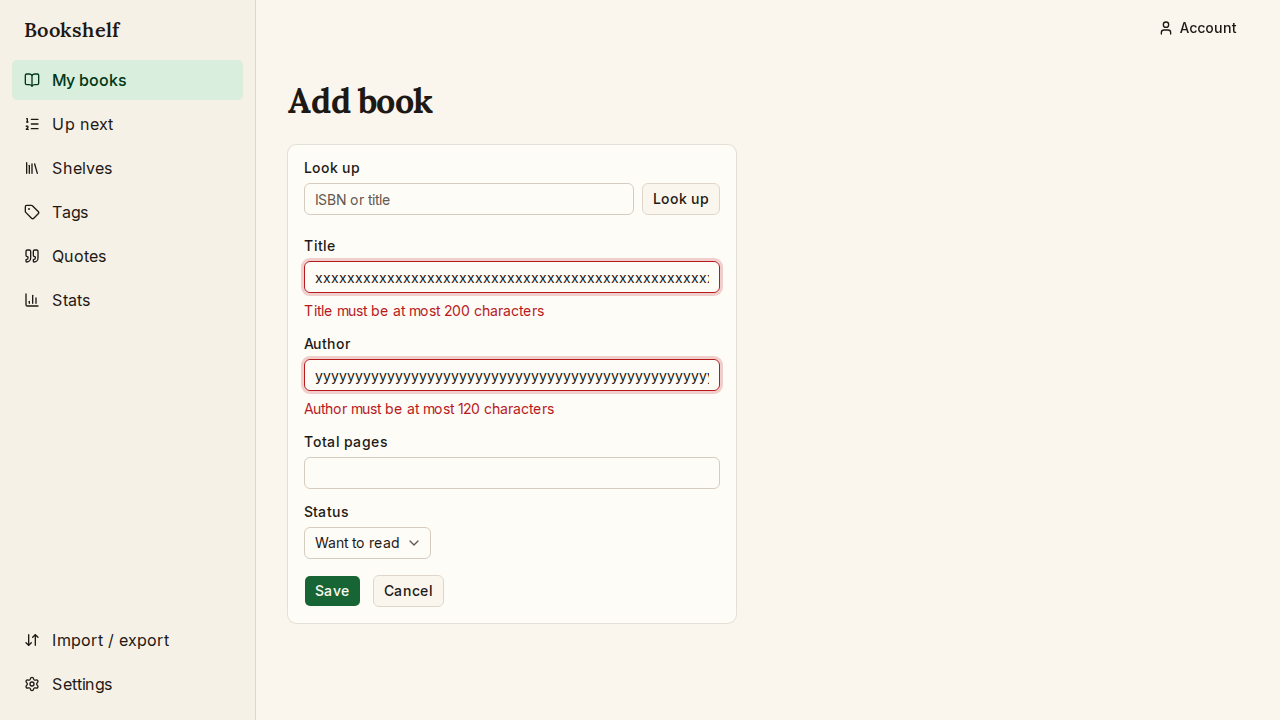 Bookshelf
Account
My books
Up next
Shelves
Tags
Quotes
Stats
Import / export
Settings
Add book
Look up
ISBN or title
Look up
Title
Title must be at most 200 characters
Author
Author must be at most 120 characters
Total pages
Status
Want to read
Save
Cancel